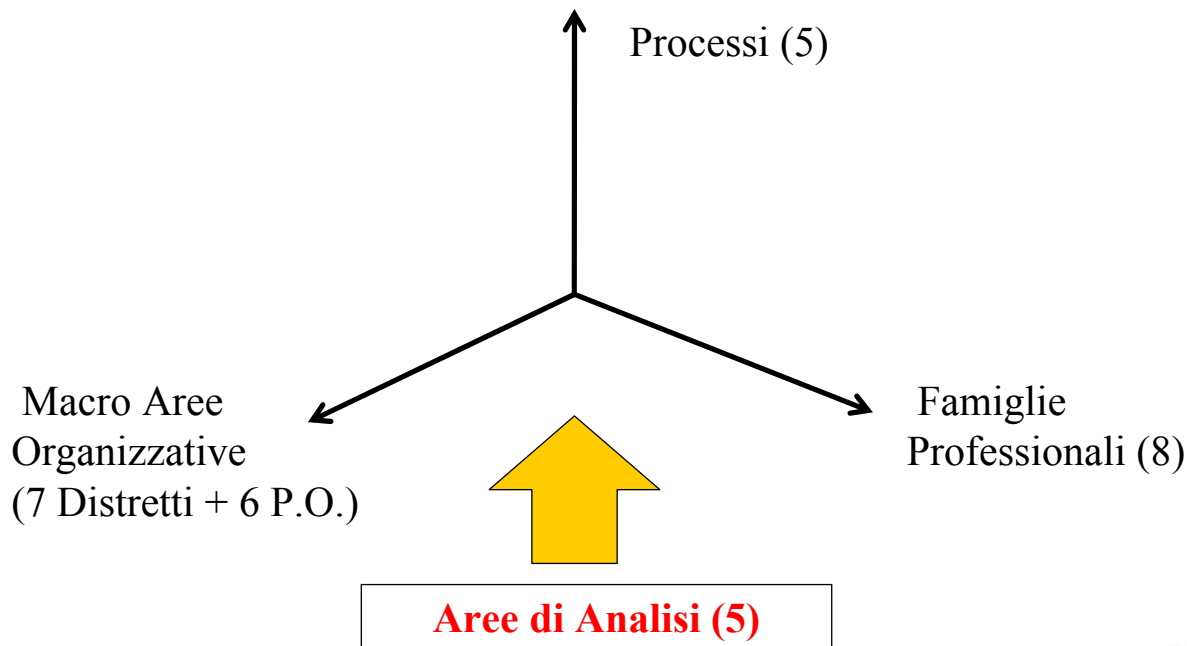 Processi (5)
Macro Aree
Organizzative
(7 Distretti + 6 P.O.)
Famiglie
Professionali (8)
Aree di Analisi (5)